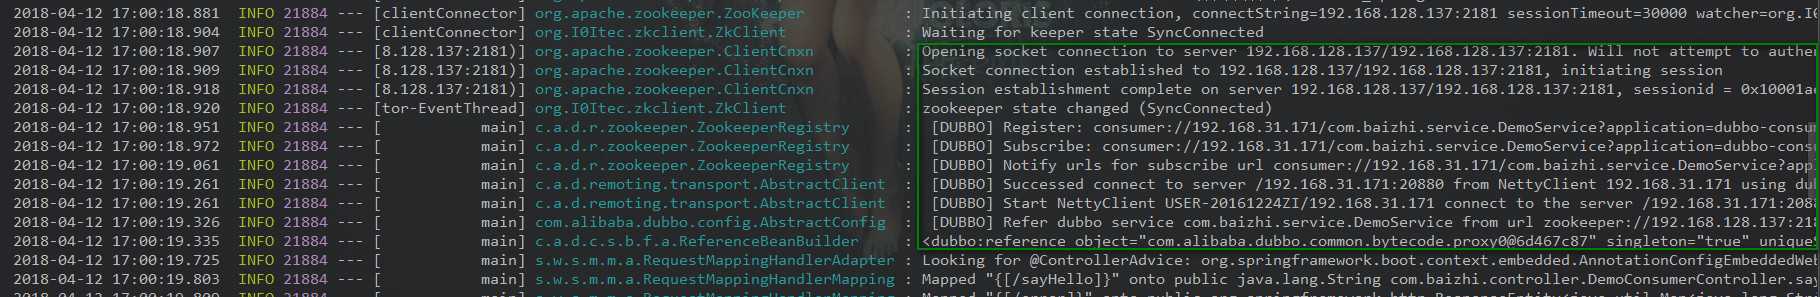 2018-04-12 17:00:18.881  INFO 21884 --- [clientConnector] org.apache.zookeeper.ZooKeeper           : Initiating client connection, connectString=192.168.128.137:2181 sessionTimeout=30000 watcher=org.I0
2018-04-12 17:00:18.904  INFO 21884 --- [clientConnector] org.I0Itec.zkclient.ZkClient             : Waiting for keeper state SyncConnected
2018-04-12 17:00:18.907  INFO 21884 --- [8.128.137:2181)] org.apache.zookeeper.ClientCnxn          : Opening socket connection to server 192.168.128.137/192.168.128.137:2181. Will not attempt to authe
2018-04-12 17:00:18.909  INFO 21884 --- [8.128.137:2181)] org.apache.zookeeper.ClientCnxn          : Socket connection established to 192.168.128.137/192.168.128.137:2181, initiating session
2018-04-12 17:00:18.918  INFO 21884 --- [8.128.137:2181)] org.apache.zookeeper.ClientCnxn          : Session establishment complete on server 192.168.128.137/192.168.128.137:2181, sessionid = 0x10001a
2018-04-12 17:00:18.920  INFO 21884 --- [tor-EventThread] org.I0Itec.zkclient.ZkClient             : zookeeper state changed (SyncConnected)
2018-04-12 17:00:18.951  INFO 21884 --- [           main] c.a.d.r.zookeeper.ZookeeperRegistry      :  [DUBBO] Register: consumer://192.168.31.171/com.baizhi.service.DemoService?application=dubbo-consu
2018-04-12 17:00:18.972  INFO 21884 --- [           main] c.a.d.r.zookeeper.ZookeeperRegistry      :  [DUBBO] Subscribe: consumer://192.168.31.171/com.baizhi.service.DemoService?application=dubbo-cons
2018-04-12 17:00:19.061  INFO 21884 --- [           main] c.a.d.r.zookeeper.ZookeeperRegistry      :  [DUBBO] Notify urls for subscribe url consumer://192.168.31.171/com.baizhi.service.DemoService?app
2018-04-12 17:00:19.261  INFO 21884 --- [           main] c.a.d.remoting.transport.AbstractClient  :  [DUBBO] Successed connect to server /192.168.31.171:20880 from NettyClient 192.168.31.171 using du
2018-04-12 17:00:19.261  INFO 21884 --- [           main] c.a.d.remoting.transport.AbstractClient  :  [DUBBO] Start NettyClient USER-20161224ZI/192.168.31.171 connect to the server /192.168.31.171:208
2018-04-12 17:00:19.326  INFO 21884 --- [           main] com.alibaba.dubbo.config.AbstractConfig  :  [DUBBO] Refer dubbo service com.baizhi.service.DemoService from url zookeeper://192.168.128.137:21
2018-04-12 17:00:19.335  INFO 21884 --- [           main] c.a.d.c.s.b.f.a.ReferenceBeanBuilder     : <dubbo:reference object="com.alibaba.dubbo.common.bytecode.proxy0@6d467c87" singleton="true" unique
2018-04-12 17:00:19.725  INFO 21884 --- [           main] s.w.s.m.m.a.RequestMappingHandlerAdapter : Looking for @ControllerAdvice: org.springframework.boot.context.embedded.AnnotationConfigEmbeddedWeb
2018-04-12 17:00:19.803  INFO 21884 --- [           main] s.w.s.m.m.a.RequestMappingHandlerMapping : Mapped "{[/sayHello]}" onto public java.lang.String com.baizhi.controller.DemoConsumerController.sa